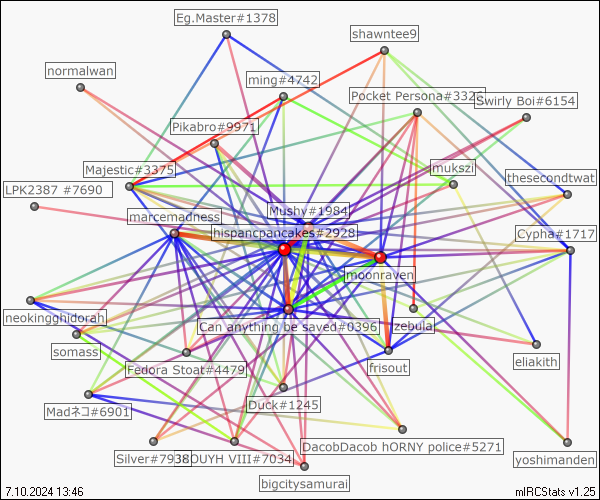 Eg.Master#1378
shawntee9
normalwan
ming#4742
Pocket Persona#3326
Swirly Boi#6154
Pikabro#9971
Majestic#3375
mukszi
thesecondtwat
LPK2387 #7690
marcemadness
Mushy#1984
hispancpancakes#2928
Cypha#1717
moonraven
neokingghidorah
Can anything be saved#0396
zebula
somass
Fedora Stoat#4479
frisout
eliakith
Madネコ#6901
Duck#1245
DacobDacob hORNY police#5271
Silver#7938
DUYH VIII#7034
yoshimanden
bigcitysamurai
7.10.2024 13:46
mIRCStats v1.25